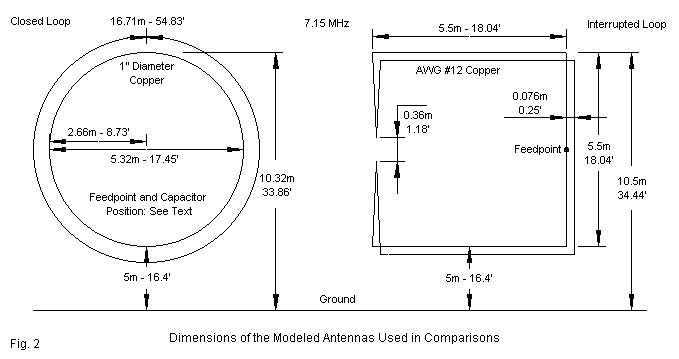 Closed Loop
16.71m - 54.83'
7.15 MHz
5.5m - 18.04'
Interrupted Loop
1" Diameter
Copper
AWG #12 Copper
0.076m
0.25'
0.36m
1.18'
2.66m - 8.73'
5.32m - 17.45'
Feedpoint
5.5m
18.04'
10.32m
33.86'
10.5m
34.44'
Feedpoint and Capacitor
Position: See Text
5m - 16.4'
5m - 16.4'
Ground
Dimensions of the Modeled Antennas Used in Comparisons
Fig. 2